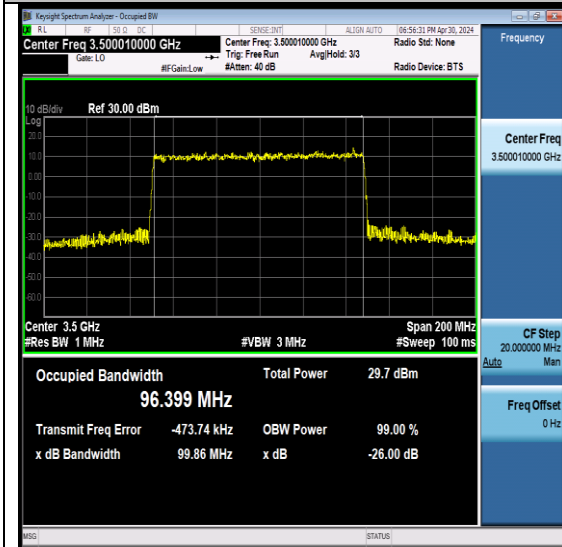 Keysight Spectrum Analyzer - Occupied BW
RL RF 50 Ω DC SENSE:INT ALIGN AUTO 06:56:31 PM Apr 30, 2024
Center Freq 3.500010000 GHz
Center Freq: 3.500010000 GHz
Radio Std: None
Gate: LO
Trig: Free Run Avg|Hold: 3/3
#IFGain:Low
#Atten: 40 dB
Radio Device: BTS
10 dB/div Ref 30.00 dBm
Log
20.0
10.0
0.00
-10.0
-20.0
-30.0
-40.0
-50.0
-60.0
Center 3.5 GHz
Span 200 MHz
#Res BW 1 MHz
#VBW 3 MHz
#Sweep 100 ms
Occupied Bandwidth
Total Power 29.7 dBm
96.399 MHz
Transmit Freq Error -473.74 kHz
OBW Power 99.00 %
x dB Bandwidth 99.86 MHz
x dB -26.00 dB
MSG
STATUS
Frequency
Center Freq
3.500010000 GHz
CF Step
20.000000 MHz
Auto Man
Freq Offset
0 Hz